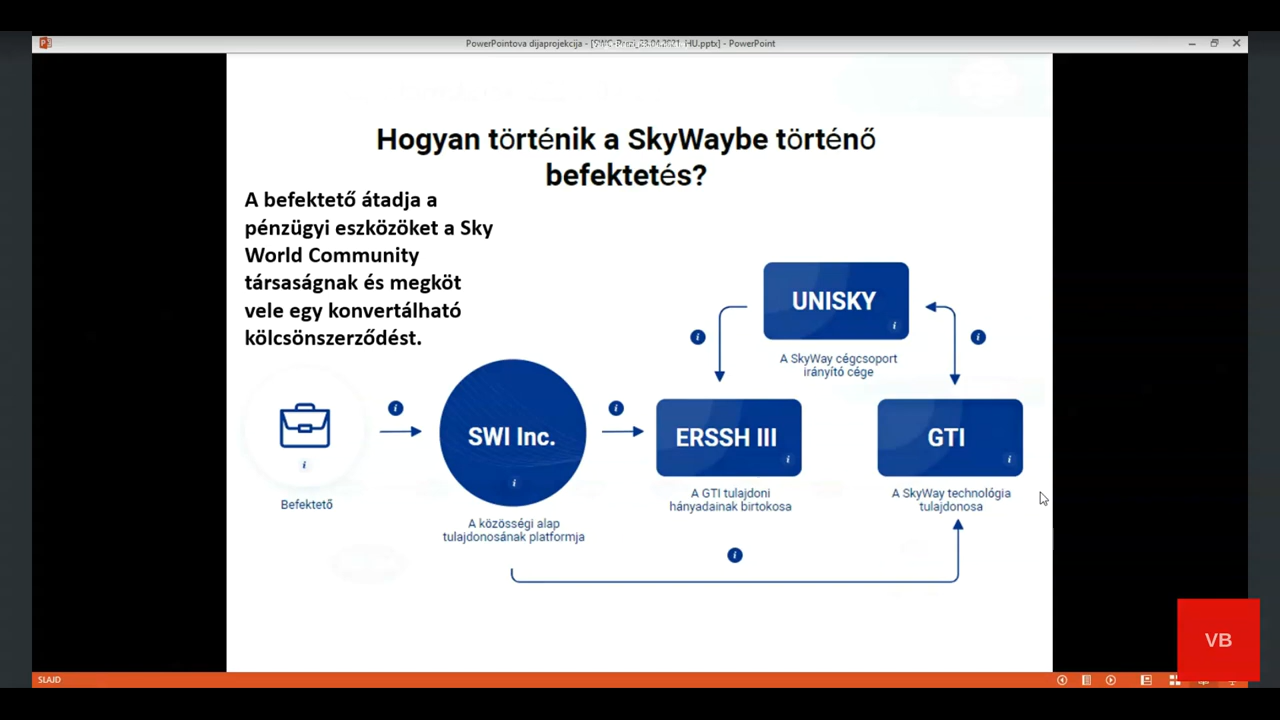 PowerPointova dijaprojekcija - [SWC-Prezi_23.04.2021._HU.pptx] - PowerPoint
Hogyan történik a SkyWaybe történő
befektetés?
A befektető átadja a
pénzügyi eszközöket a Sky
World Community
társaságnak és megköt
vele egy konvertálható
kölcsönszerződést.
UNISKY
i
i
i
A SkyWay cégcsoport
irányító cége
i
i
SWI Inc.
ERSSH III
GTI
i
i
i
i
Befektető
A GTI tulajdoni
hányadainak birtokosa
A SkyWay technológia
tulajdonosa
A közösségi alap
tulajdonosának platformja
i
VB
SLAJD